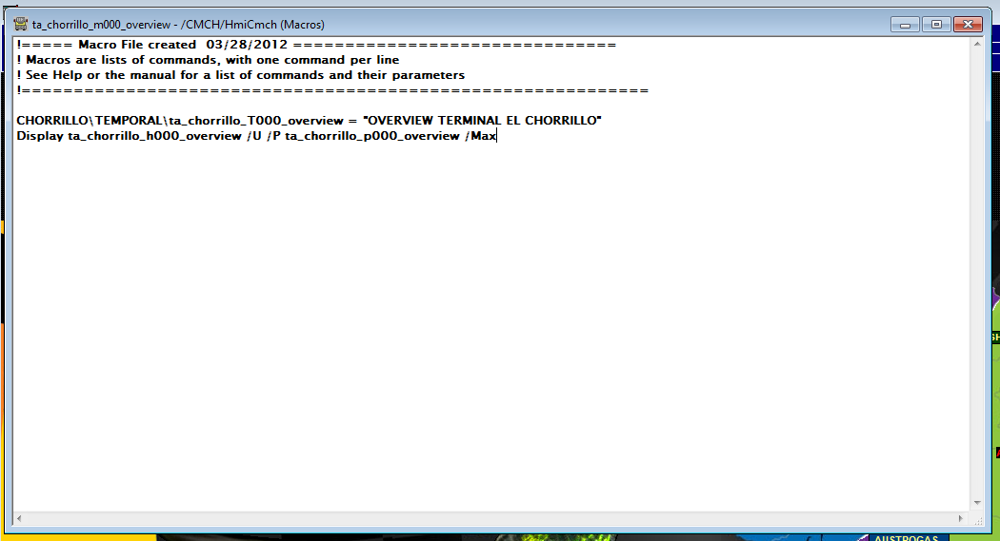 ta_chorrillo_m000_overview - /CMCH/HmiCmch (Macros)
!===== Macro File created  03/28/2012 ===============================
! Macros are lists of commands, with one command per line
! See Help or the manual for a list of commands and their parameters
!============================================================
CHORRILLO\TEMPORAL\ta_chorrillo_T000_overview = "OVERVIEW TERMINAL EL CHORRILLO"
Display ta_chorrillo_h000_overview /U /P ta_chorrillo_p000_overview /Max
AUSTROGAS